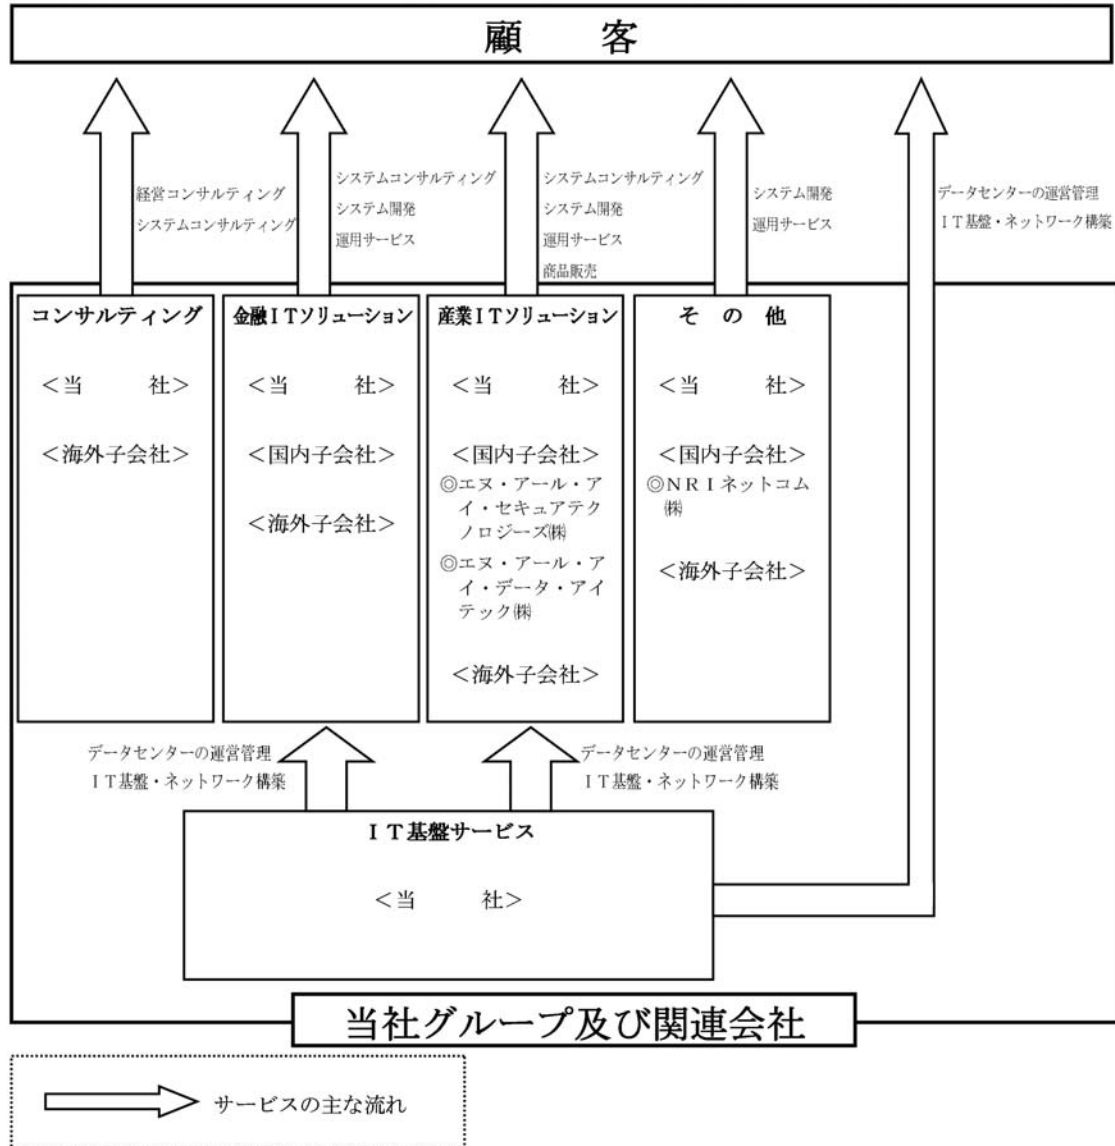 顧　　客
経営コンサルティング
システムコンサルティング
システムコンサルティング
システム開発
運用サービス
システムコンサルティング
システム開発
運用サービス
商品販売
システム開発
運用サービス
データセンターの運営管理
ＩＴ基盤・ネットワーク構築
コンサルティング
＜当　　　社＞
＜海外子会社＞
金融ＩＴソリューション
＜当　　　社＞
＜国内子会社＞
＜海外子会社＞
産業ＩＴソリューション
＜当　　　社＞
＜国内子会社＞
◎エヌ・アール・ア
イ・セキュアテク
ノロジーズ㈱
◎エヌ・アール・ア
イ・データ・アイ
テック㈱
＜海外子会社＞
そ　の　他
＜当　　　社＞
＜国内子会社＞
◎ＮＲＩネットコム
㈱
＜海外子会社＞
データセンターの運営管理
ＩＴ基盤・ネットワーク構築
データセンターの運営管理
ＩＴ基盤・ネットワーク構築
ＩＴ基盤サービス
＜当　　　社＞
当社グループ及び関連会社
サービスの主な流れ